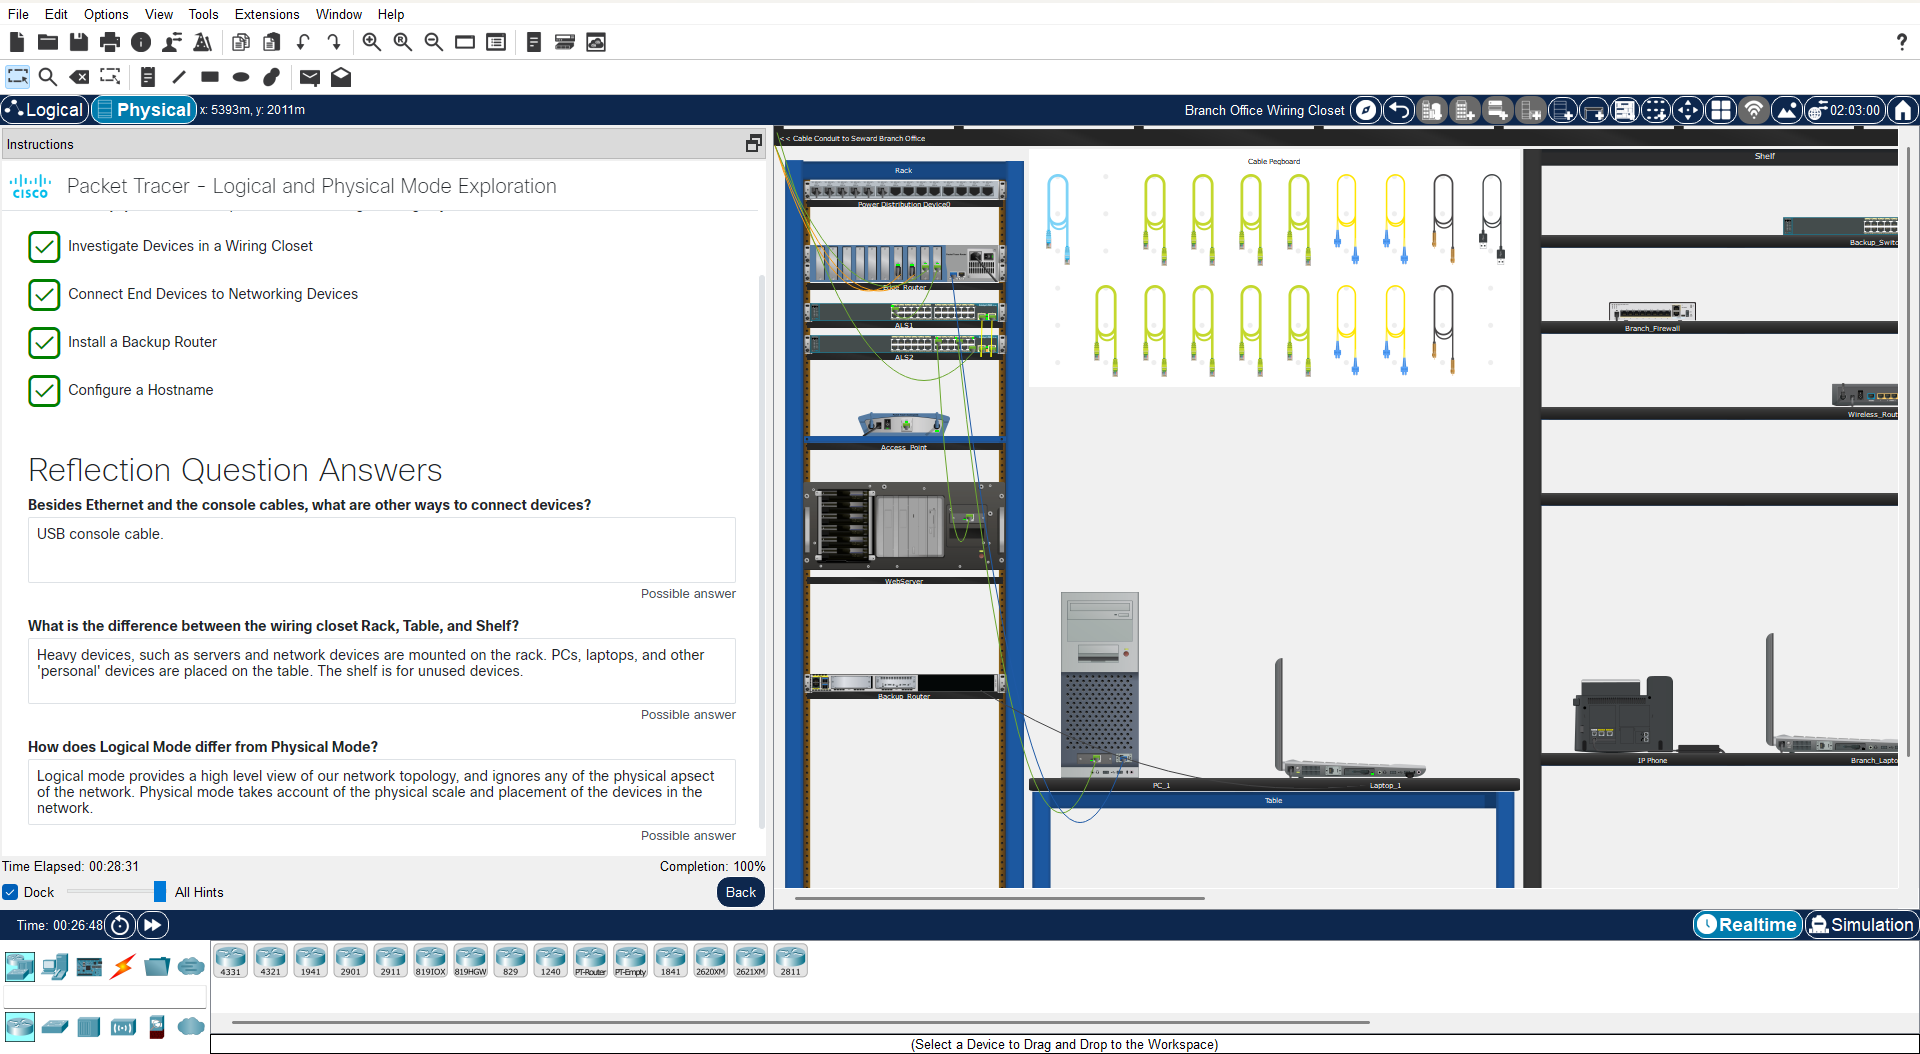 File Edit Options View Tools Extensions Window Help
?
Logical Physical x: 5393m, y: 2011m Branch Office Wiring Closet 02:03:00
Instructions
CISCO Packet Tracer - Logical and Physical Mode Exploration
Investigate Devices in a Wiring Closet
Connect End Devices to Networking Devices
Install a Backup Router
Configure a Hostname
Reflection Question Answers
Besides Ethernet and the console cables, what are other ways to connect devices?
USB console cable.
Possible answer
What is the difference between the wiring closet Rack, Table, and Shelf?
Heavy devices, such as servers and network devices are mounted on the rack. PCs, laptops, and other
'personal' devices are placed on the table. The shelf is for unused devices.
Possible answer
How does Logical Mode differ from Physical Mode?
Logical mode provides a high level view of our network topology, and ignores any of the physical apsect
of the network. Physical mode takes account of the physical scale and placement of the devices in the
network.
Possible answer
Time Elapsed: 00:28:31 Completion: 100%
Dock All Hints Back
<< Cable Conduit to Seward Branch Office
Rack
Power Distribution Device0
Edge_Router
ALS1
ALS2
Access_Point
WebServer
Backup_Router
Cable Pegboard
PC_1 Laptop_1
Table
Shelf
Backup_Switc
Branch_Firewall
Wireless_Rout
IP Phone Branch_Lapto
Time: 00:26:48 Realtime Simulation
4331 4321 1941 2901 2911 819IOX 819HGW 829 1240 PT-Router PT-Empty 1841 2620XM 2621XM 2811
(Select a Device to Drag and Drop to the Workspace)